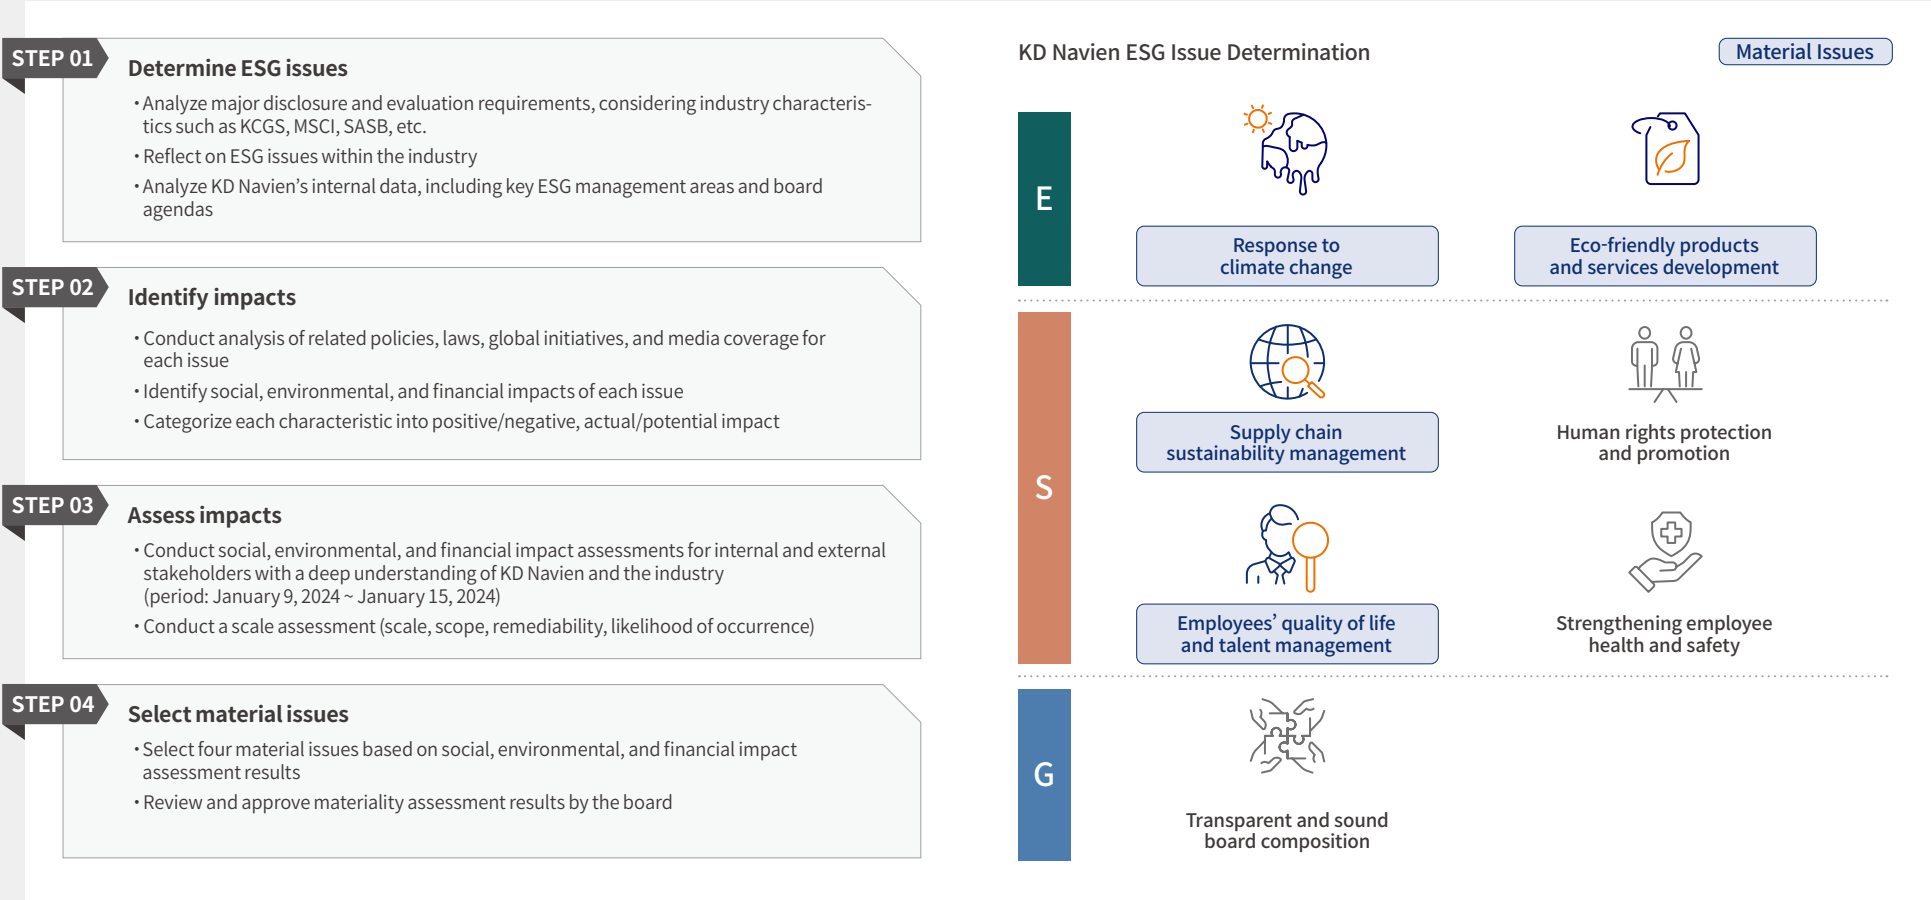 STEP 01
Determine ESG issues
• Analyze major disclosure and evaluation requirements, considering industry characteris-
tics such as KCGS, MSCI, SASB, etc.
• Reflect on ESG issues within the industry
• Analyze KD Navien’s internal data, including key ESG management areas and board
agendas
STEP 02
Identify impacts
• Conduct analysis of related policies, laws, global initiatives, and media coverage for
each issue
• Identify social, environmental, and financial impacts of each issue
• Categorize each characteristic into positive/negative, actual/potential impact
STEP 03
Assess impacts
• Conduct social, environmental, and financial impact assessments for internal and external
stakeholders with a deep understanding of KD Navien and the industry
(period: January 9, 2024 ~ January 15, 2024)
• Conduct a scale assessment (scale, scope, remediability, likelihood of occurrence)
STEP 04
Select material issues
• Select four material issues based on social, environmental, and financial impact
assessment results
• Review and approve materiality assessment results by the board
KD Navien ESG Issue Determination
Material Issues
E
Response to
climate change
Eco-friendly products
and services development
S
Supply chain
sustainability management
Human rights protection
and promotion
Employees’ quality of life
and talent management
Strengthening employee
health and safety
G
Transparent and sound
board composition